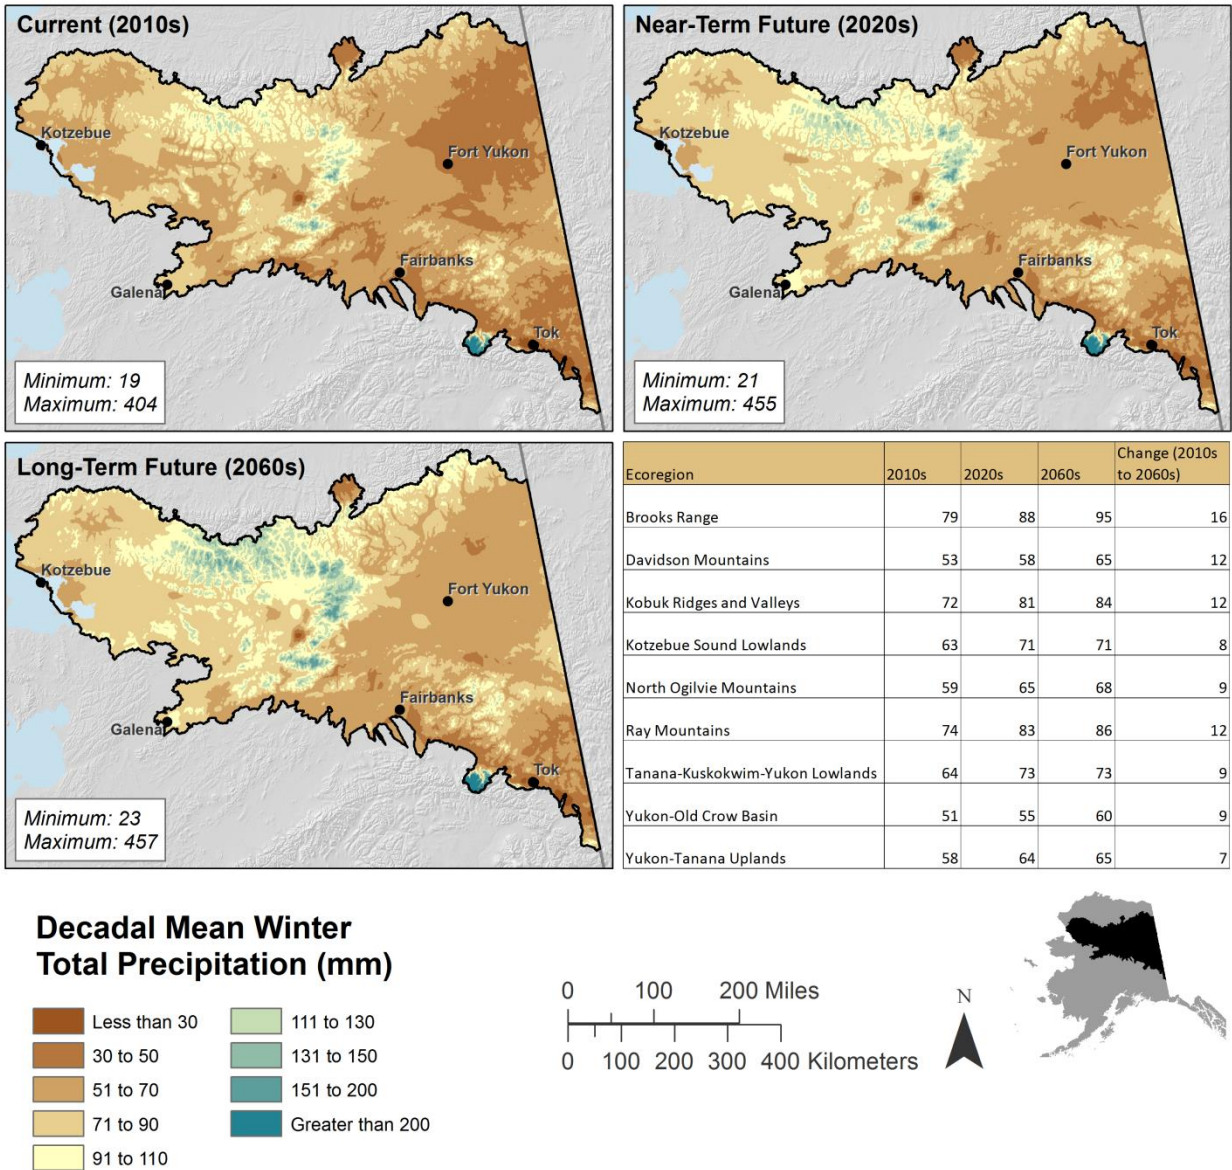 Current (2010s)
Kotzebue
Fort Yukon
Fairbanks
Galena
Tok
Minimum: 19
Maximum: 404
Near-Term Future (2020s)
Kotzebue
Fort Yukon
Fairbanks
Galena
Tok
Minimum: 21
Maximum: 455
Long-Term Future (2060s)
Kotzebue
Fort Yukon
Fairbanks
Galena
Tok
Minimum: 23
Maximum: 457
Ecoregion 2010s 2020s 2060s Change (2010s
to 2060s)
Brooks Range 79 88 95 16
Davidson Mountains 53 58 65 12
Kobuk Ridges and Valleys 72 81 84 12
Kotzebue Sound Lowlands 63 71 71 8
North Ogilvie Mountains 59 65 68 9
Ray Mountains 74 83 86 12
Tanana-Kuskokwim-Yukon Lowlands 64 73 73 9
Yukon-Old Crow Basin 51 55 60 9
Yukon-Tanana Uplands 58 64 65 7
Decadal Mean Winter
Total Precipitation (mm)
Less than 30
30 to 50
51 to 70
71 to 90
91 to 110
111 to 130
131 to 150
151 to 200
Greater than 200
0 100 200 Miles
0 100 200 300 400 Kilometers
N